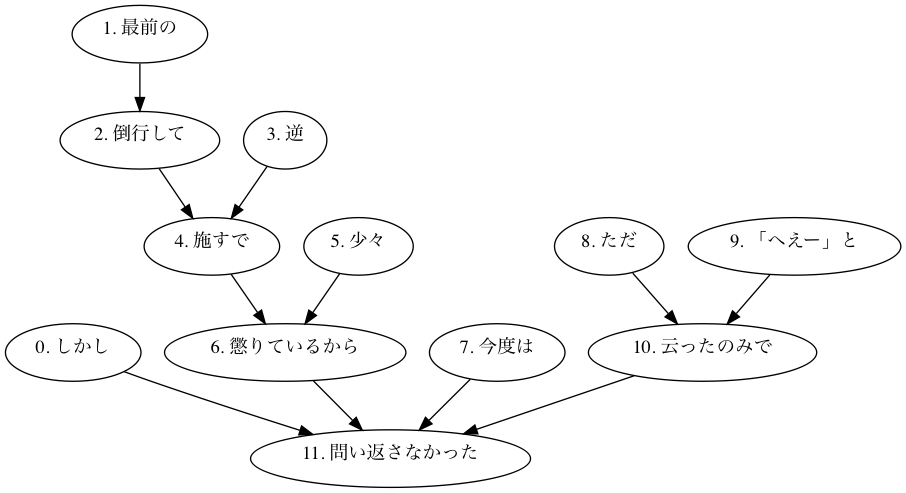 1. 最前の
2. 倒行して
3. 逆
4. 施すで
5. 少々
8. ただ
9. 「へえー」と
0. しかし
6. 懲りているから
7. 今度は
10. 云ったのみで
11. 問い返さなかった